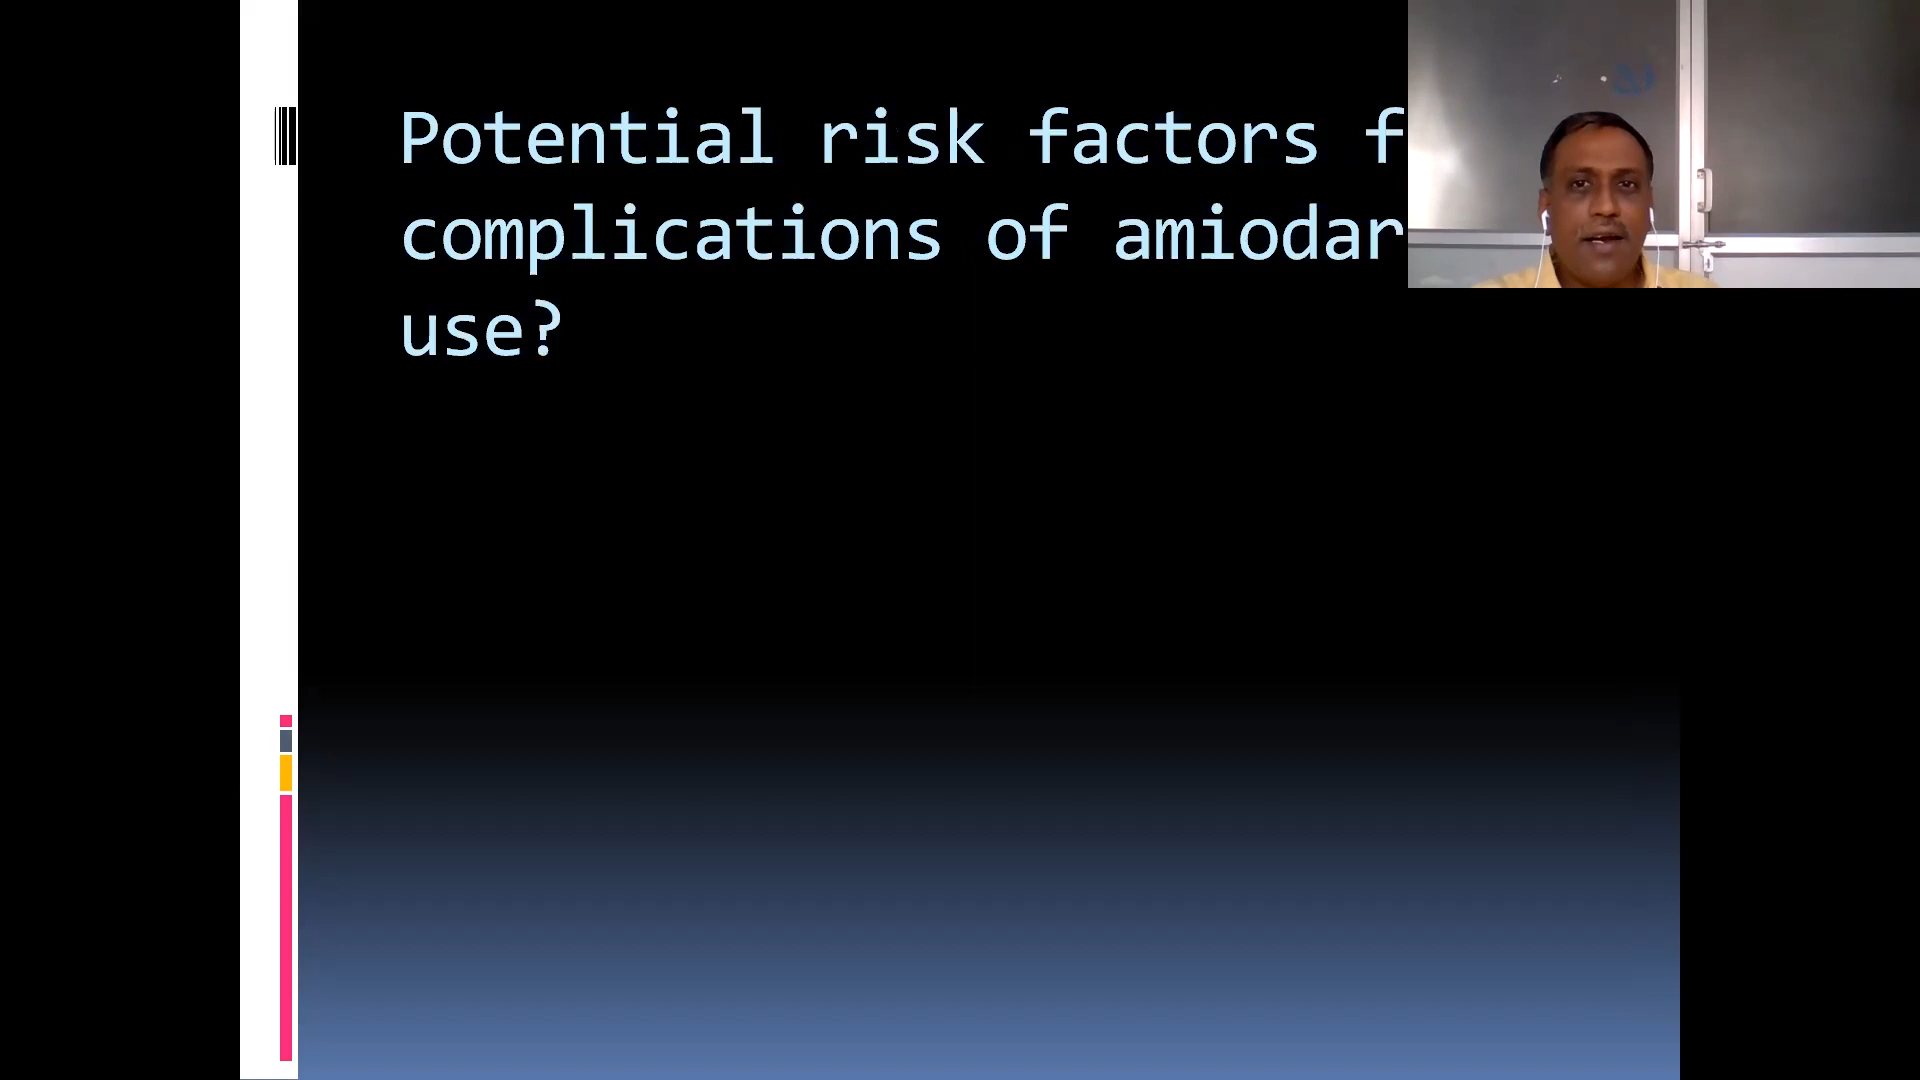 Potential risk factors f
complications of amiodar
use?